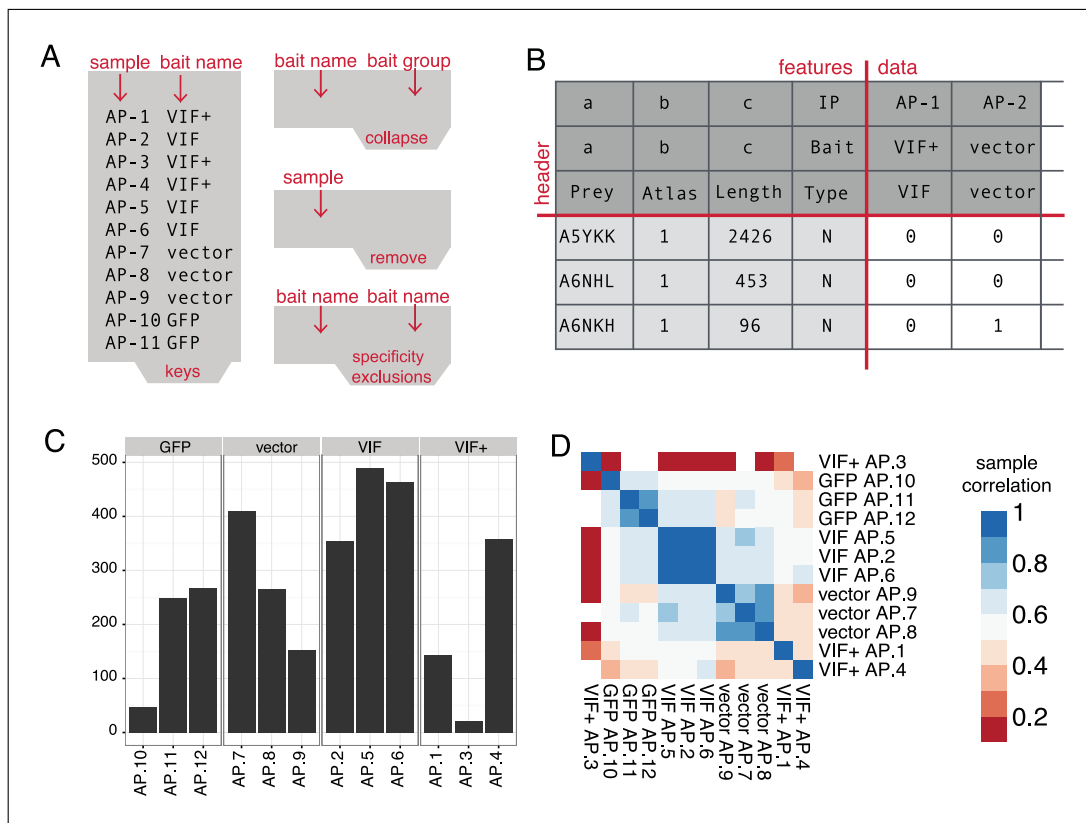 A
sample bait name
AP-1 VIF+
AP-2 VIF
AP-3 VIF+
AP-4 VIF+
AP-5 VIF
AP-6 VIF
AP-7 vector
AP-8 vector
AP-9 vector
AP-10 GFP
AP-11 GFP
keys
bait name bait group
collapse
sample
remove
bait name bait name
specificity
exclusions
B
features data
header
a b c IP AP-1 AP-2
a b c Bait VIF+ vector
Prey Atlas Length Type VIF vector
A5YKK 1 2426 N 0 0
A6NHL 1 453 N 0 0
A6NKH 1 96 N 0 1
C
GFP vector VIF VIF+
500
400
300
200
100
0
AP.10 AP.11 AP.12 AP.7 AP.8 AP.9 AP.2 AP.5 AP.6 AP.1 AP.3 AP.4
D
VIF+ AP.3
GFP AP.10
GFP AP.11
GFP AP.12
VIF AP.5
VIF AP.2
VIF AP.6
vector AP.9
vector AP.7
vector AP.8
VIF+ AP.1
VIF+ AP.4
VIF+ AP.3
GFP AP.10
GFP AP.11
GFP AP.12
VIF AP.5
VIF AP.2
VIF AP.6
vector AP.9
vector AP.7
vector AP.8
VIF+ AP.1
VIF+ AP.4
sample
correlation
1
0.8
0.6
0.4
0.2